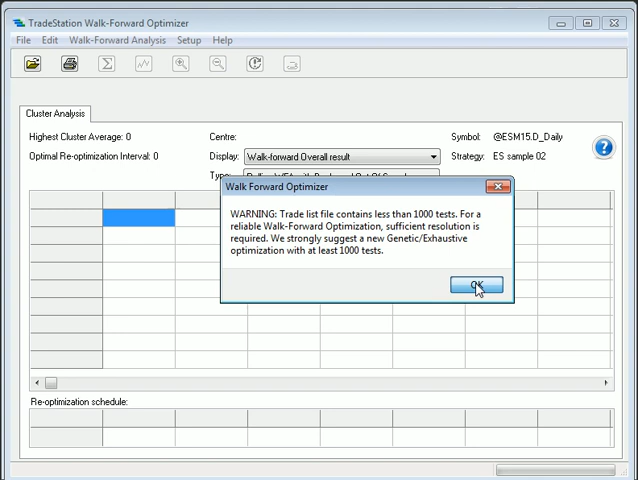 TradeStation Walk-Forward Optimizer
File Edit Walk-Forward Analysis Setup Help
Cluster Analysis
Highest Cluster Average: 0 Centre: Symbol: @ESM15.D_Daily
Optimal Re-optimization Interval: 0 Display: Walk-forward Overall result Strategy: ES sample 02
Walk Forward Optimizer
WARNING: Trade list file contains less than 1000 tests. For a
reliable Walk-Forward Optimization, sufficient resolution is
required. We strongly suggest a new Genetic/Exhaustive
optimization with at least 1000 tests.
OK
Re-optimization schedule: